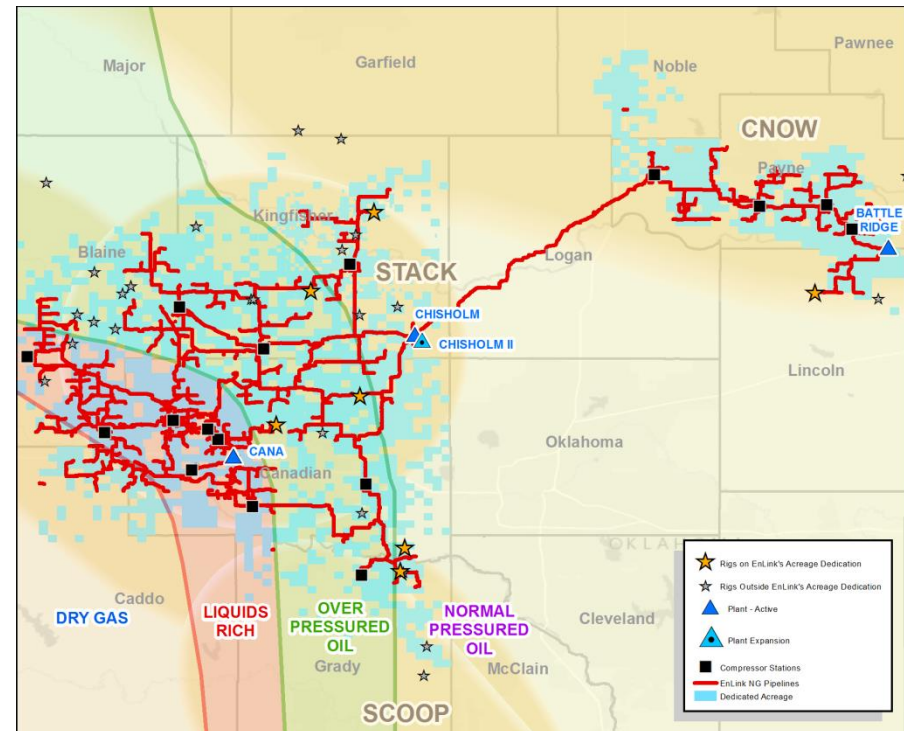 Major
Garfield
Noble
Pawnee
CNOW
Payne
Kingfisher
Blaine
BATTLE
RIDGE
STACK
Logan
CHISHOLM
CHISHOLM II
Lincoln
Oklahoma
CANA
Canadian
OKLAHOMA
Caddo
DRY GAS
LIQUIDS
RICH
OVER
PRESSURED
OIL
NORMAL
PRESSURED
OIL
Cleveland
Grady
McClain
SCOOP
Rigs on EnLink's Acreage Dedication
Rigs Outside EnLink's Acreage Dedication
Plant - Active
Plant Expansion
Compressor Stations
EnLink NG Pipelines
Dedicated Acreage